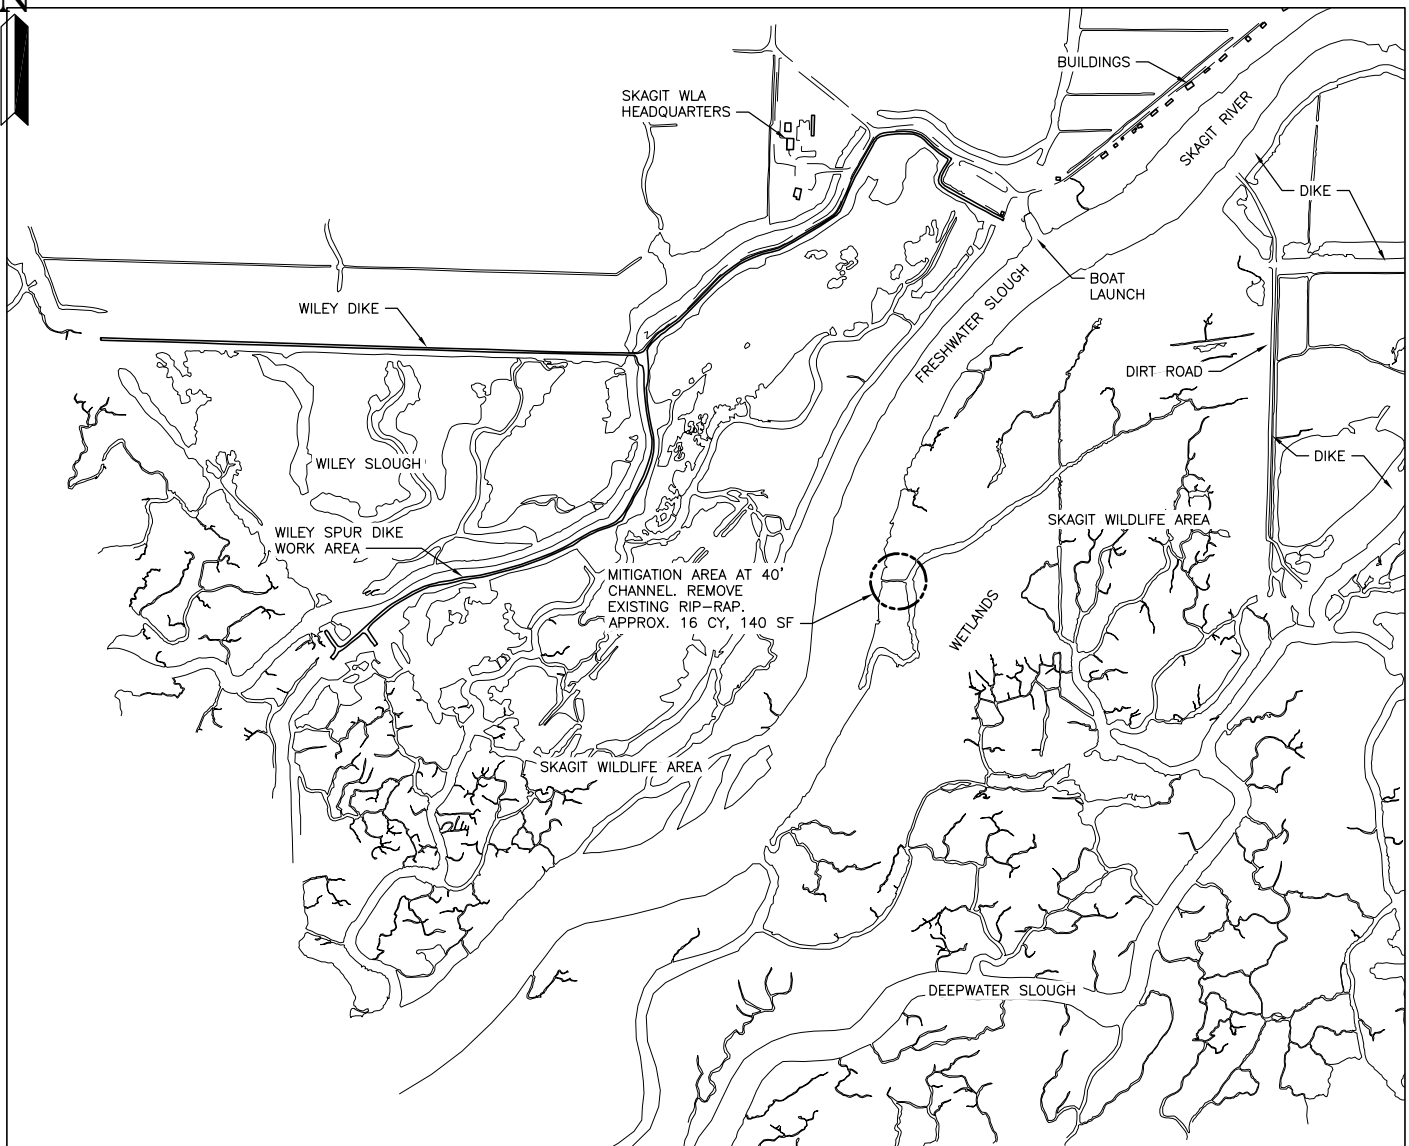 N
BUILDINGS
SKAGIT WLA
HEADQUARTERS
SKAGIT RIVER
DIKE
BOAT
LAUNCH
FRESHWATER SLOUGH
WILEY DIKE
DIRT ROAD
DIKE
WILEY SLOUGH
SKAGIT WILDLIFE AREA
WILEY SPUR DIKE
WORK AREA
MITIGATION AREA AT 40'
CHANNEL. REMOVE
EXISTING RIP-RAP.
APPROX. 16 CY, 140 SF
WETLANDS
SKAGIT WILDLIFE AREA
DEEPWATER SLOUGH